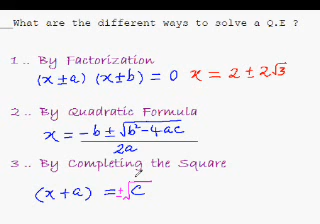 What are the different ways to solve a Q.E ?
1 .. By Factorization
(x ± a) (x ± b) = 0 x = 2 ± 2√3
2 .. By Quadratic Formula
x = -b ± √b²-4ac / 2a
3 .. By Completing the Square
(x + a) = ±√c